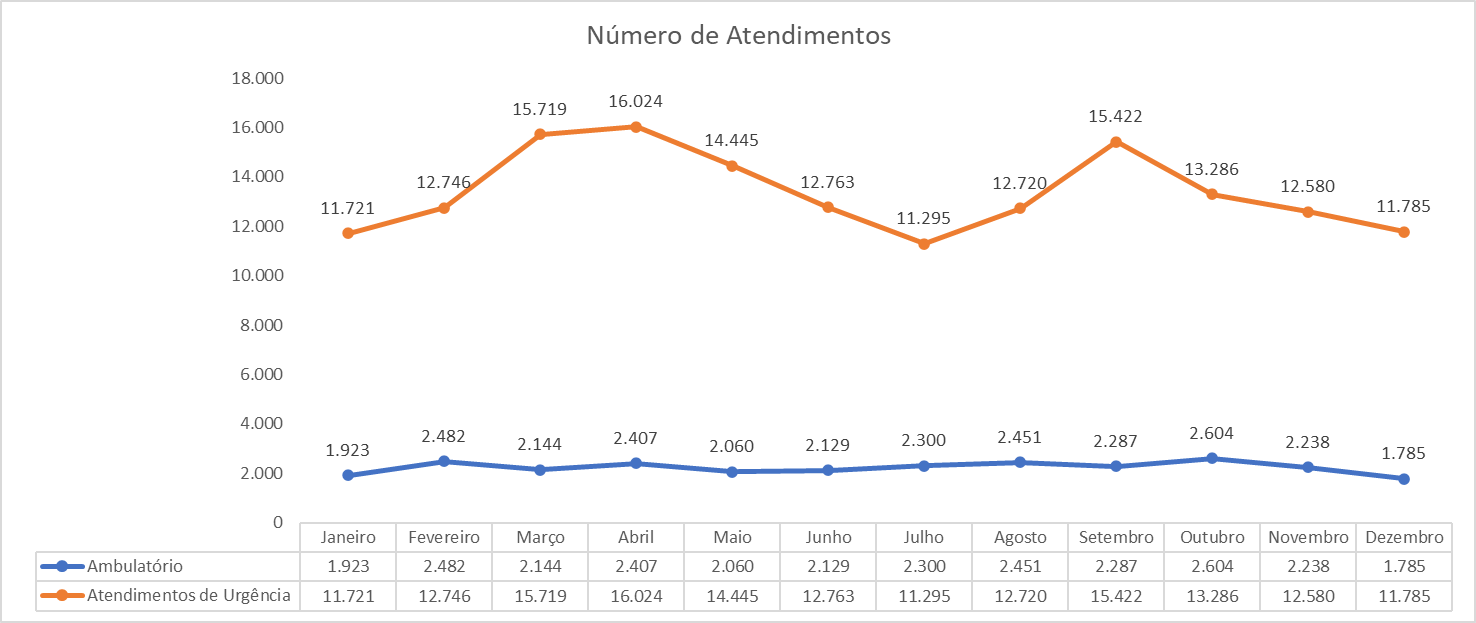 Número de Atendimentos
18.000
16.000
14.000
12.000
10.000
8.000
6.000
4.000
2.000
0
11.721 12.746 15.719 16.024 14.445 12.763 11.295 12.720 15.422 13.286 12.580 11.785
1.923 2.482 2.144 2.407 2.060 2.129 2.300 2.451 2.287 2.604 2.238 1.785
Janeiro Fevereiro Março Abril Maio Junho Julho Agosto Setembro Outubro Novembro Dezembro
Ambulatório 1.923 2.482 2.144 2.407 2.060 2.129 2.300 2.451 2.287 2.604 2.238 1.785
Atendimentos de Urgência 11.721 12.746 15.719 16.024 14.445 12.763 11.295 12.720 15.422 13.286 12.580 11.785